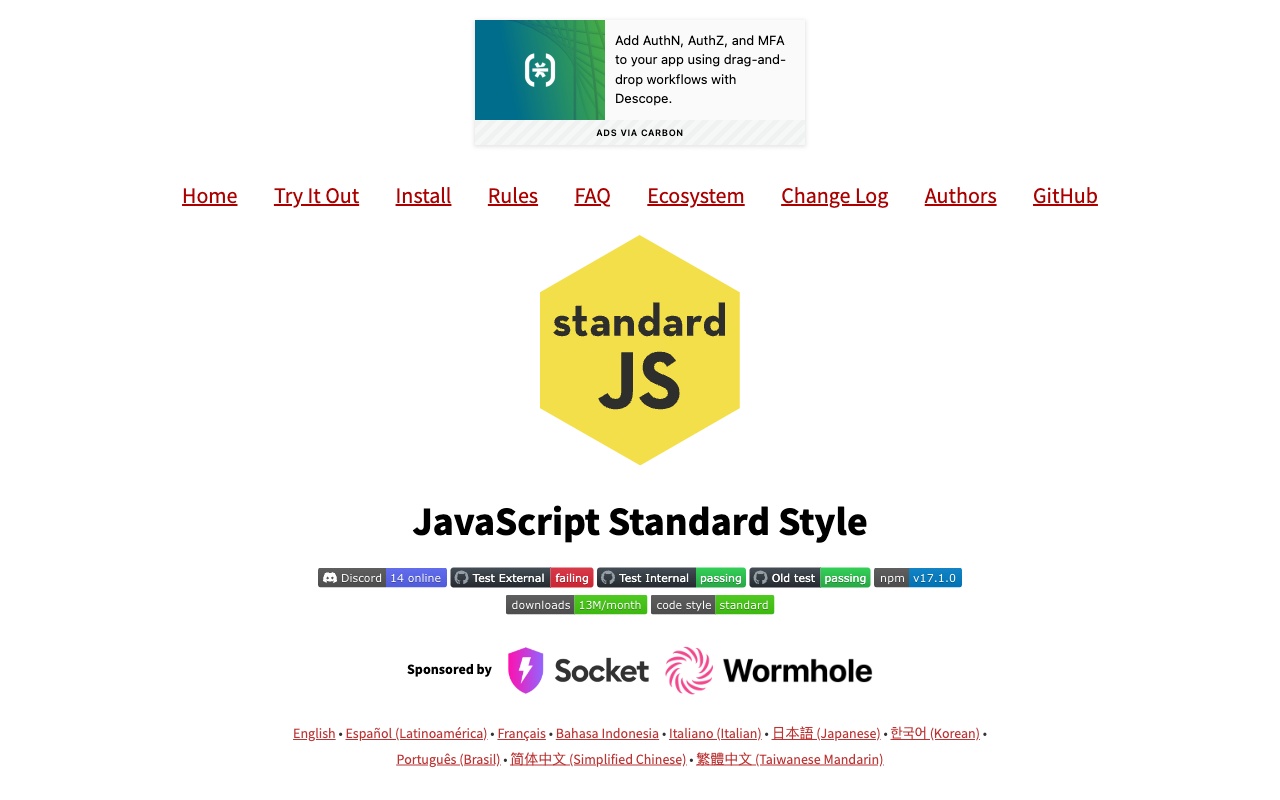 Add AuthN, AuthZ, and MFA
to your app using drag-and-
drop workflows with
Descope.
ADS VIA CARBON
Home Try It Out Install Rules FAQ Ecosystem Change Log Authors GitHub
standard
JS
JavaScript Standard Style
Discord 14 online Test External failing Test Internal passing Old test passing npm v17.1.0
downloads 13M/month code style standard
Sponsored by Socket Wormhole
English • Español (Latinoamérica) • Français • Bahasa Indonesia • Italiano (Italian) • 日本語 (Japanese) • 한국어 (Korean) •
Português (Brasil) • 简体中文 (Simplified Chinese) • 繁體中文 (Taiwanese Mandarin)